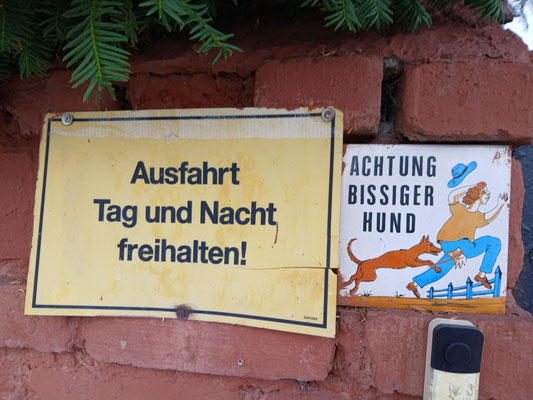 Ausfahrt
Tag und Nacht
freihalten!
ACHTUNG
BISSIGER
HUND